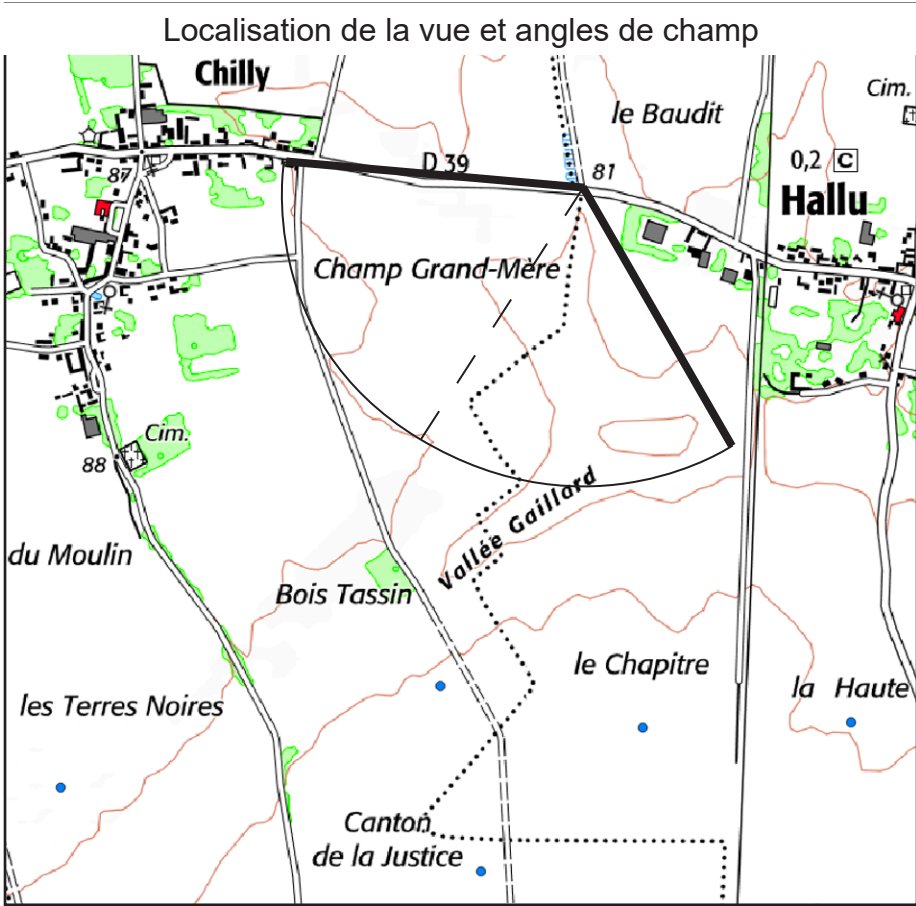 Localisation de la vue et angles de champ
Chilly
le Baudit
Cim.
D 39
81
0,2 C
87
Hallu
Champ Grand-Mère
Cim.
88
Vallée Gaillard
du Moulin
Bois Tassin
le Chapitre
la Haute
les Terres Noires
Canton
de la Justice